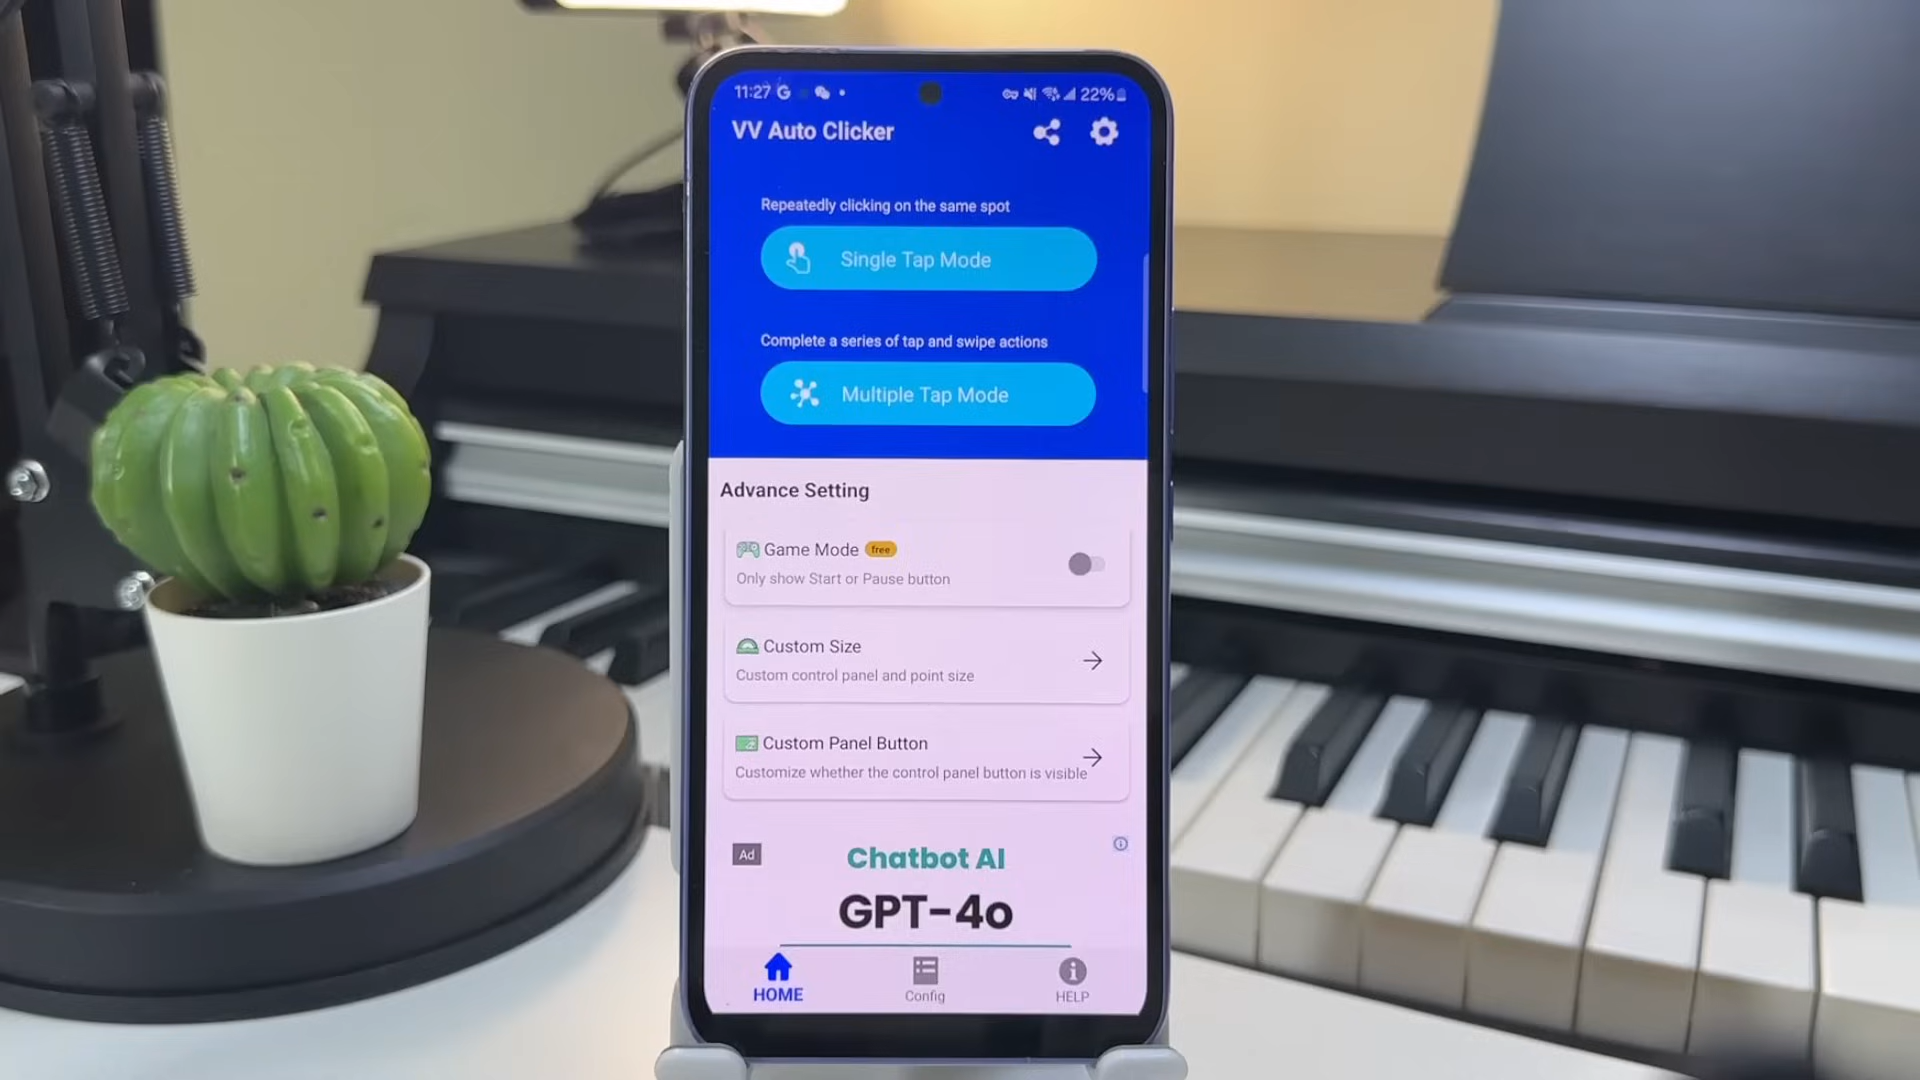 11:27 G
22%
VV Auto Clicker
Repeatedly clicking on the same spot
Single Tap Mode
Complete a series of tap and swipe actions
Multiple Tap Mode
Advance Setting
Game Mode free
Only show Start or Pause button
Custom Size
Custom control panel and point size
Custom Panel Button
Customize whether the control panel button is visible
Ad
Chatbot AI
GPT-4o
HOME
Config
HELP